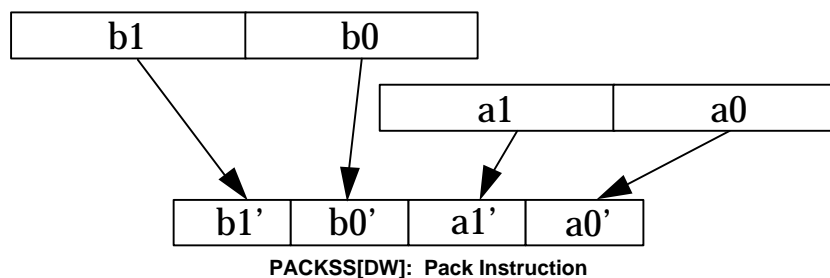 b1 b0
a1 a0
b1’ b0’ a1’ a0’
PACKSS[DW]: Pack Instruction